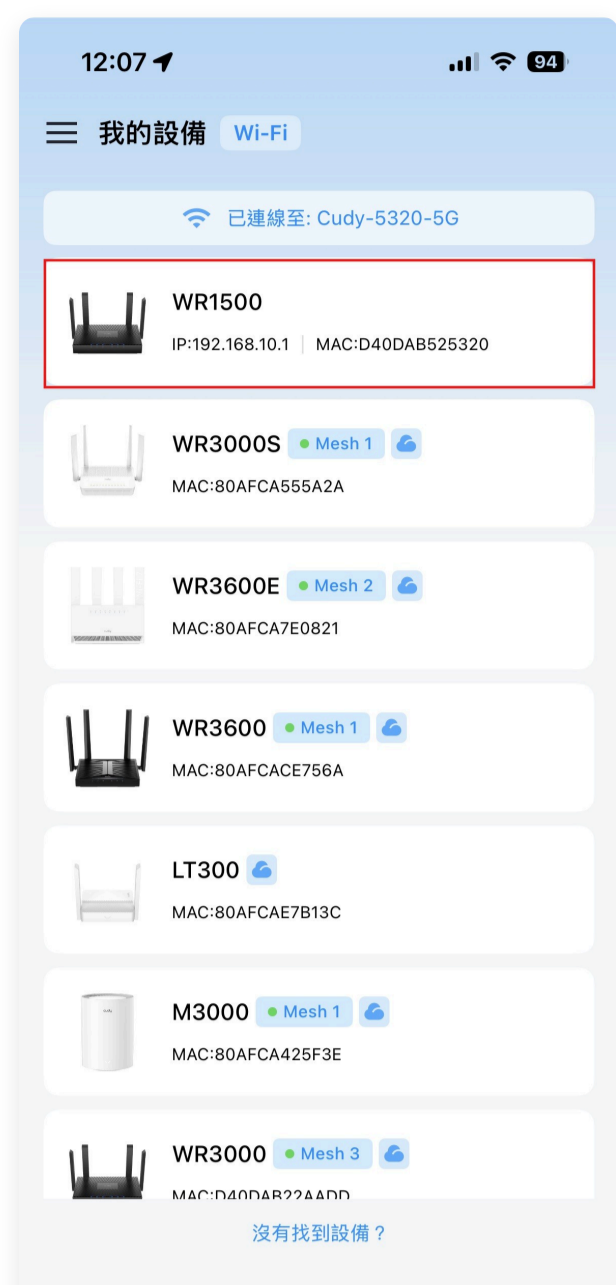 12:07
94
我的設備 Wi-Fi
已連線至: Cudy-5320-5G
WR1500
IP:192.168.10.1 MAC:D40DAB525320
WR3000S Mesh 1
MAC:80AFCA555A2A
WR3600E Mesh 2
MAC:80AFCA7E0821
WR3600 Mesh 1
MAC:80AFCACE756A
LT300
MAC:80AFCAE7B13C
M3000 Mesh 1
MAC:80AFCA425F3E
WR3000 Mesh 3
MAC:D40DAB22AADD
沒有找到設備？